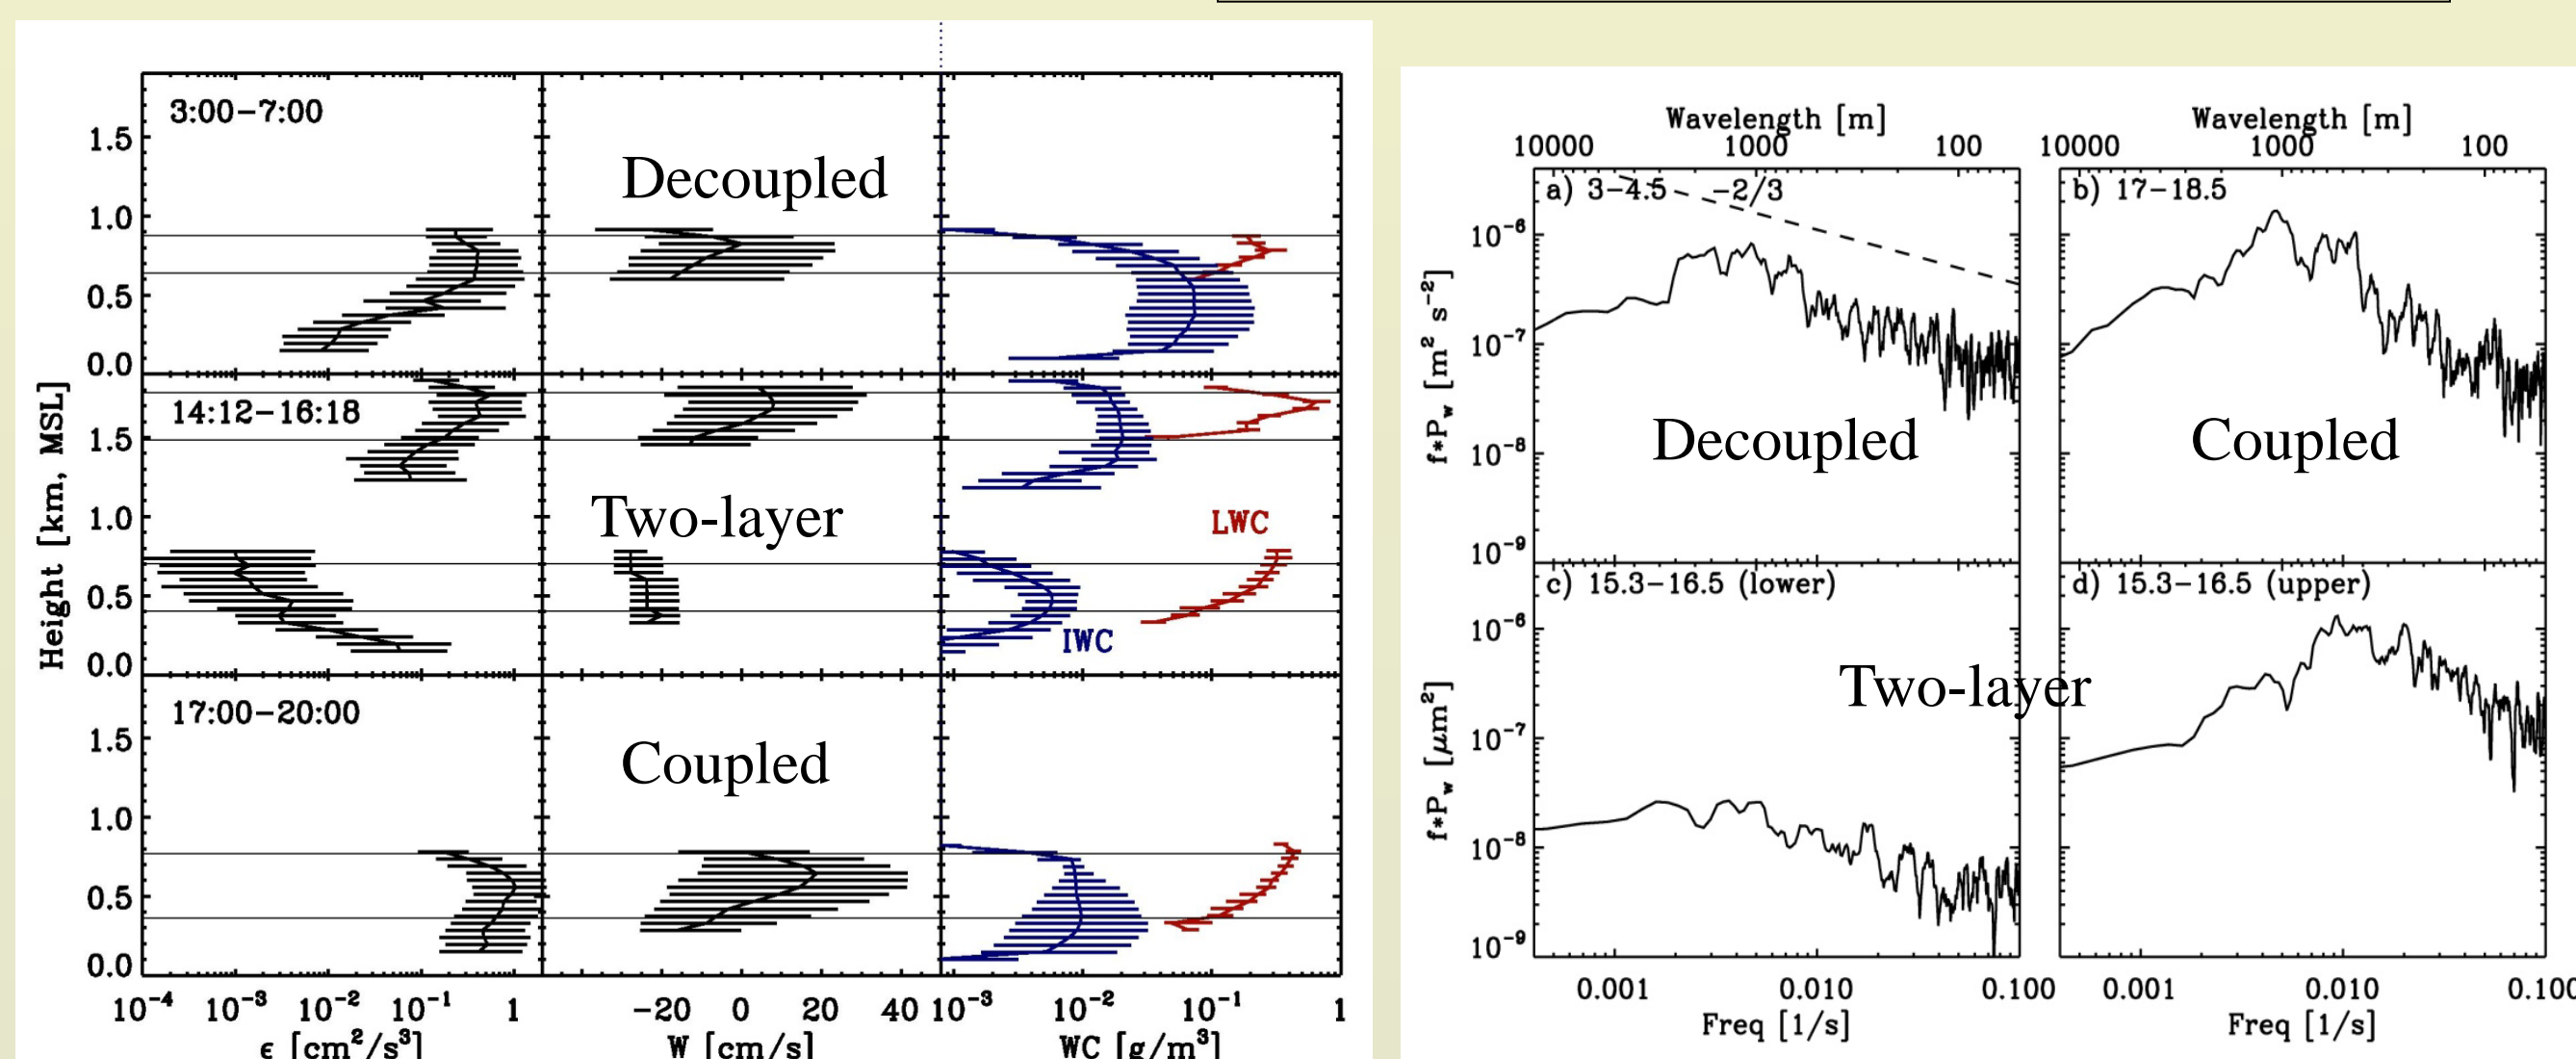 3:00-7:00
Decoupled
1.5
1.0
0.5
0.0
14:12-16:18
Two-layer
LWC
IWC
1.5
1.0
0.5
0.0
17:00-20:00
Coupled
1.5
1.0
0.5
0.0
Height [km, MSL]
10⁻⁴ 10⁻³ 10⁻² 10⁻¹ 1
-20 0 20 40
10⁻³ 10⁻² 10⁻¹ 1
ϵ [cm²/s³]
W [cm/s]
WC [g/m³]
Wavelength [m]
10000 1000 100
a) 3-4.5 -2/3
Decoupled
10⁻⁶
10⁻⁷
10⁻⁸
10⁻⁹
f*P_w [m² s⁻²]
Wavelength [m]
10000 1000 100
b) 17-18.5
Coupled
c) 15.3-16.5 (lower)
Two-layer
10⁻⁶
10⁻⁷
10⁻⁸
10⁻⁹
f*P_w [μm²]
d) 15.3-16.5 (upper)
0.001 0.010 0.100
Freq [1/s]
0.001 0.010 0.100
Freq [1/s]